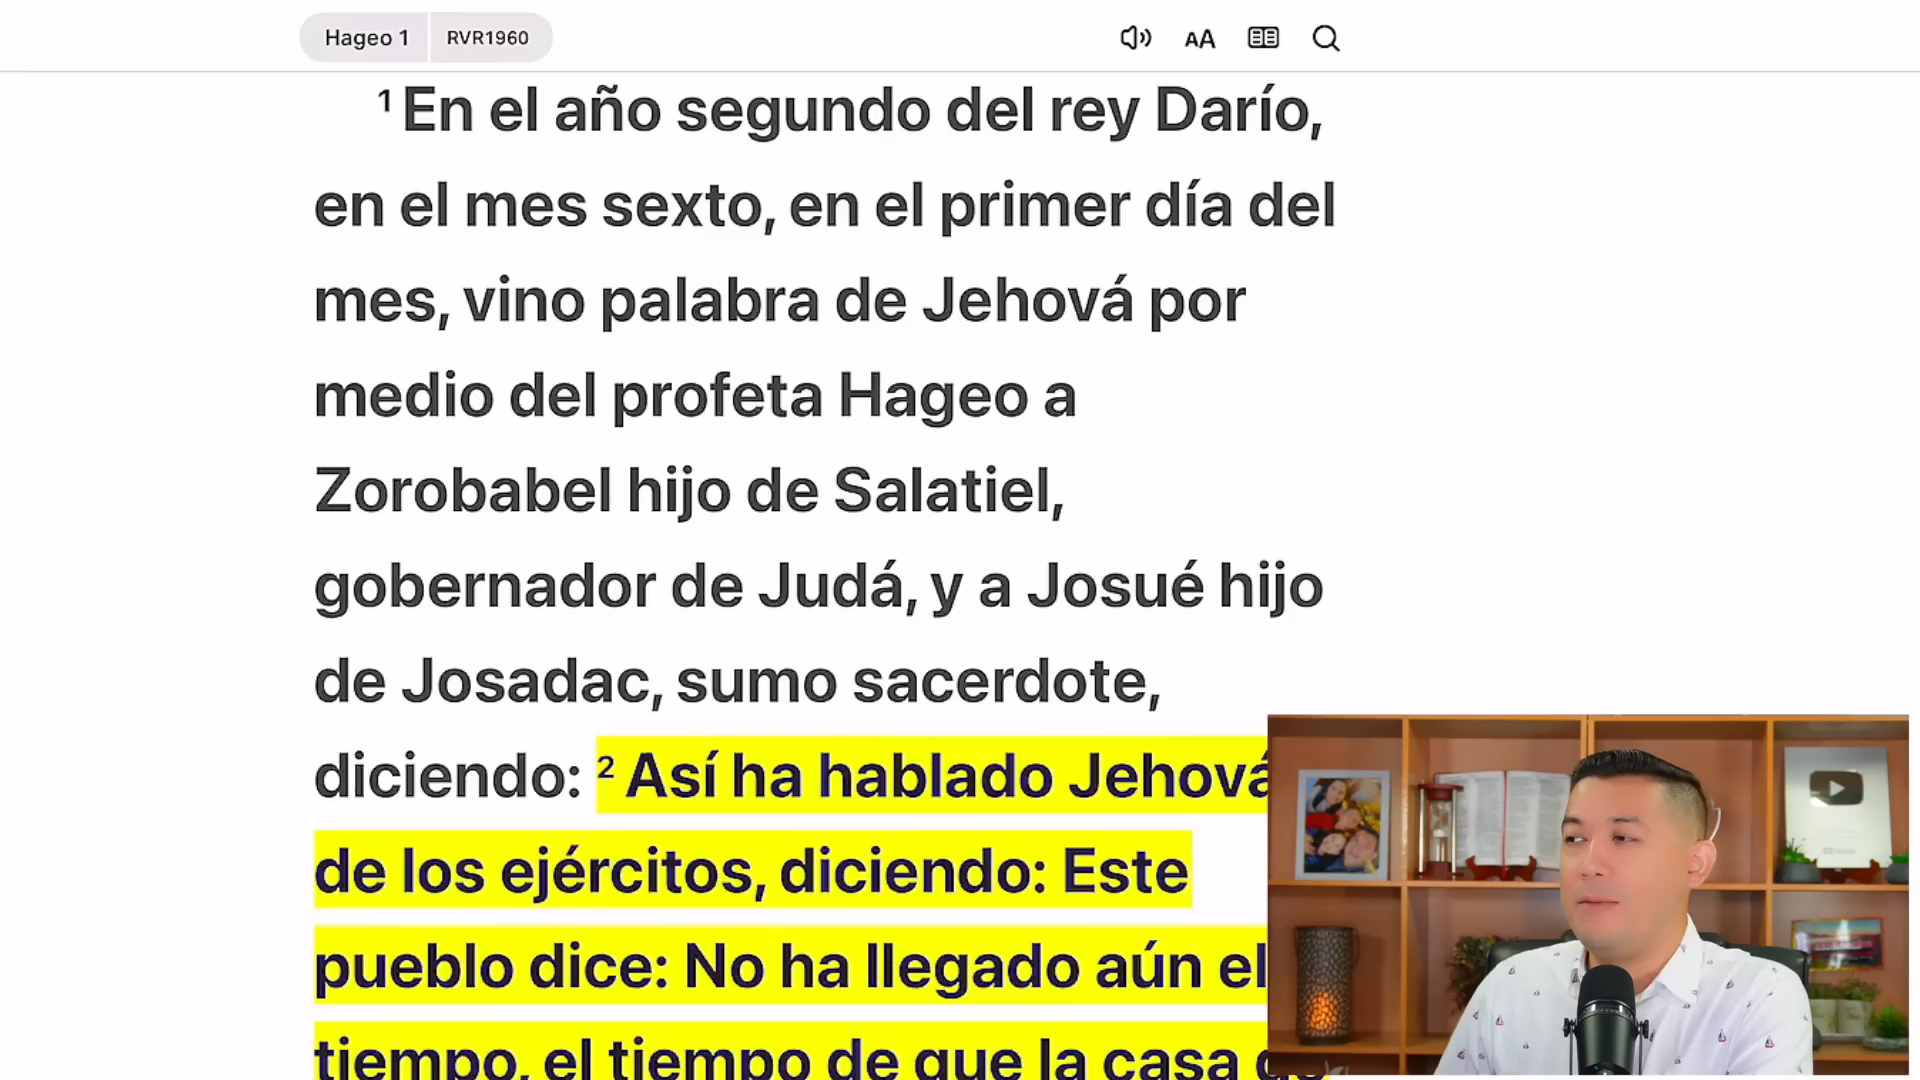 Hageo 1 RVR1960
AA
1 En el año segundo del rey Darío,
en el mes sexto, en el primer día del
mes, vino palabra de Jehová por
medio del profeta Hageo a
Zorobabel hijo de Salatiel,
gobernador de Judá, y a Josué hijo
de Josadac, sumo sacerdote,
diciendo: 2 Así ha hablado Jehová
de los ejércitos, diciendo: Este
pueblo dice: No ha llegado aún el
tiempo, el tiempo de que la casa de